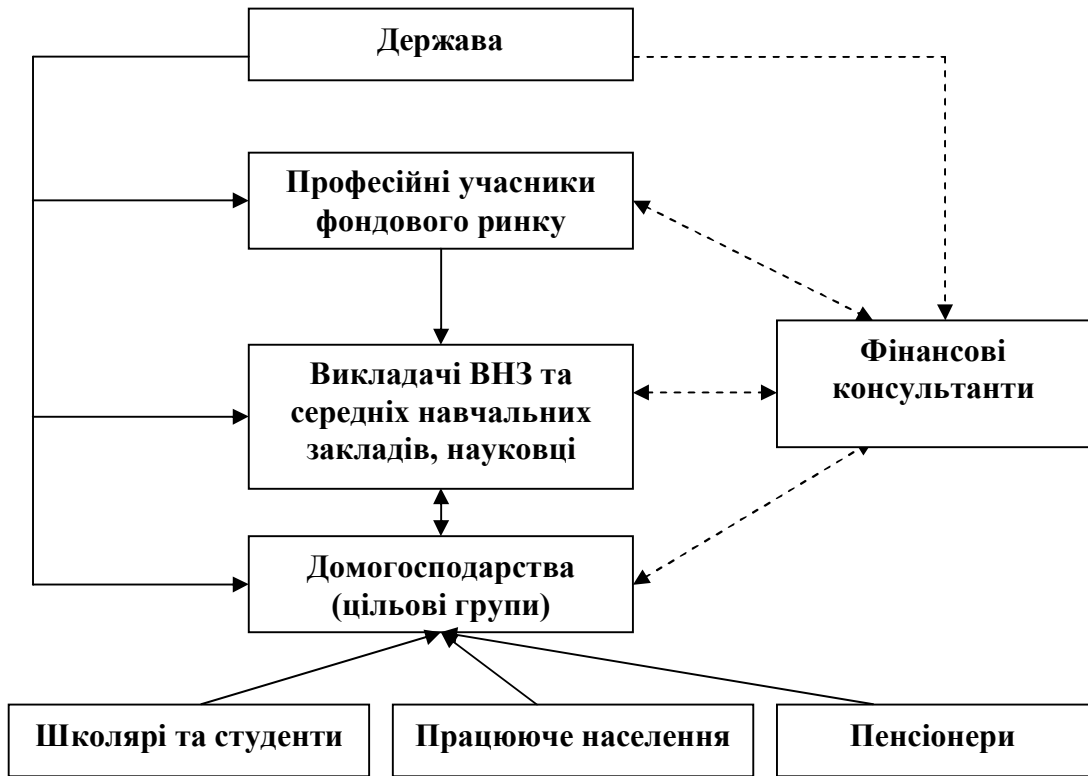 Держава
Професійні учасники
фондового ринку
Викладачі ВНЗ та
середніх навчальних
закладів, науковці
Фінансові
консультанти
Домогосподарства
(цільові групи)
Школярі та студенти
Працююче населення
Пенсіонери